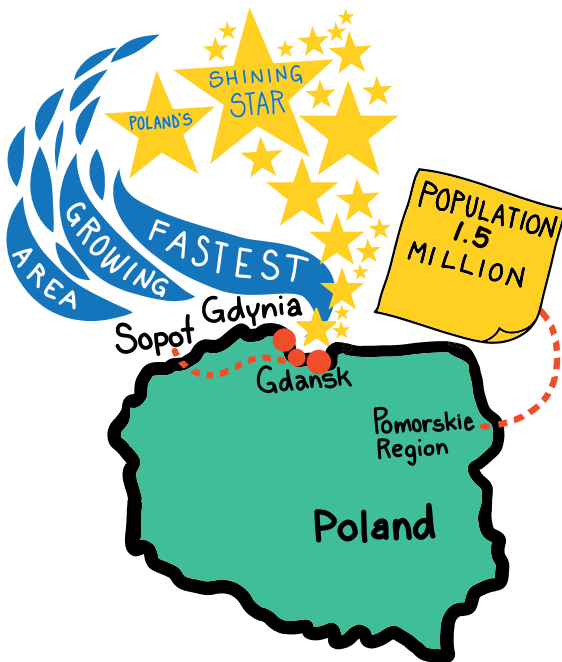 SHINING
STAR
POLAND'S
FASTEST
GROWING
AREA
POPULATION
1.5
MILLION
Gdynia
Sopot
Gdansk
Pomorskie
Region
Poland